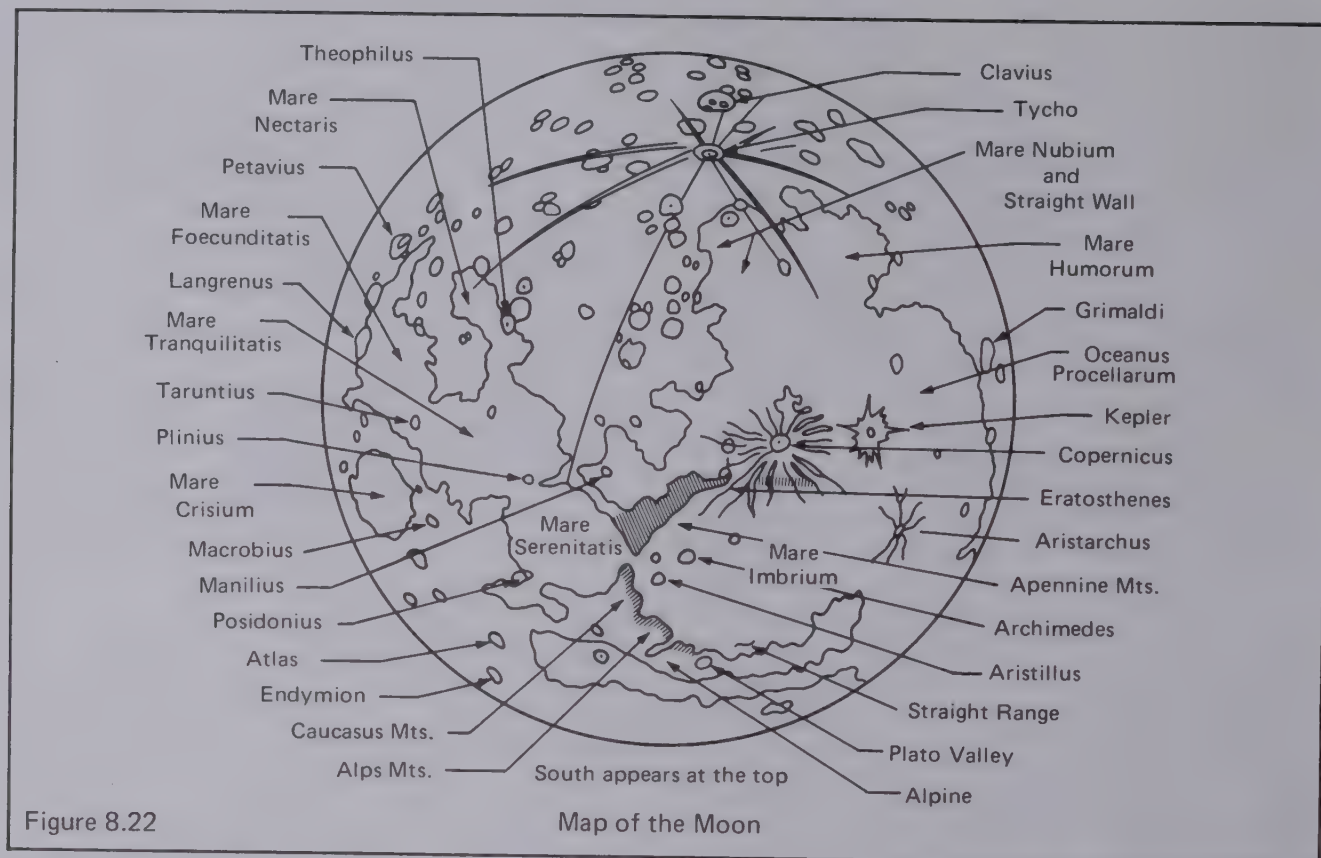 Theophilus
Mare
Nectaris
Petavius
Mare
Foecunditatis
Langrenus
Mare
Tranquilitatis
Taruntius
Plinius
Mare
Crisium
Macrobius
Manilius
Posidonius
Atlas
Endymion
Caucasus Mts.
Alps Mts.
Clavius
Tycho
Mare Nubium
and
Straight Wall
Mare
Humorum
Grimaldi
Oceanus
Procellarum
Kepler
Copernicus
Eratosthenes
Aristarchus
Apennine Mts.
Archimedes
Aristillus
Straight Range
Plato Valley
Alpine
Mare
Serenitatis
Mare
Imbrium
South appears at the top
Figure 8.22
Map of the Moon